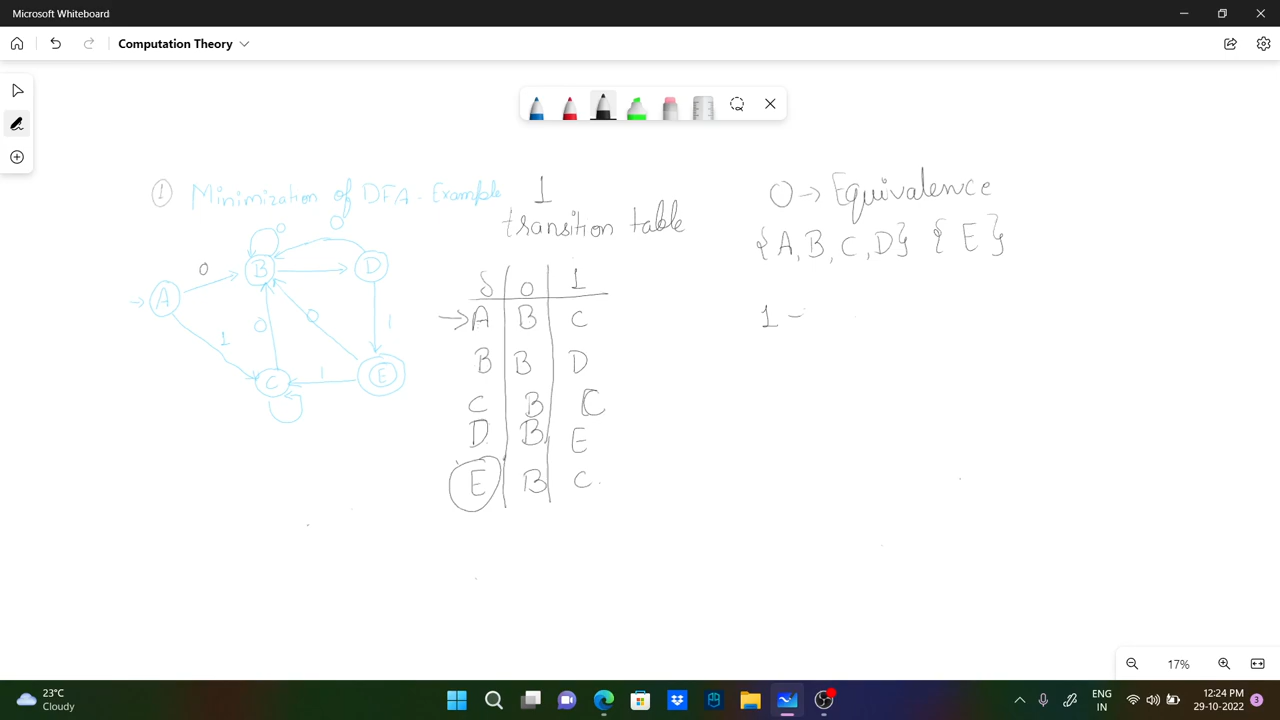 Microsoft Whiteboard
Computation Theory
① Minimization of DFA - Example
1
transition table
0 → Equivalence
{A, B, C, D} {E}
1 -
0
0
0
B
D
A
0
0
1
1
C
1
E
δ 0 1
→A B C
B B D
C B C
D B E
E B C
17%
23°C
Cloudy
ENG
IN
12:24 PM
29-10-2022
3